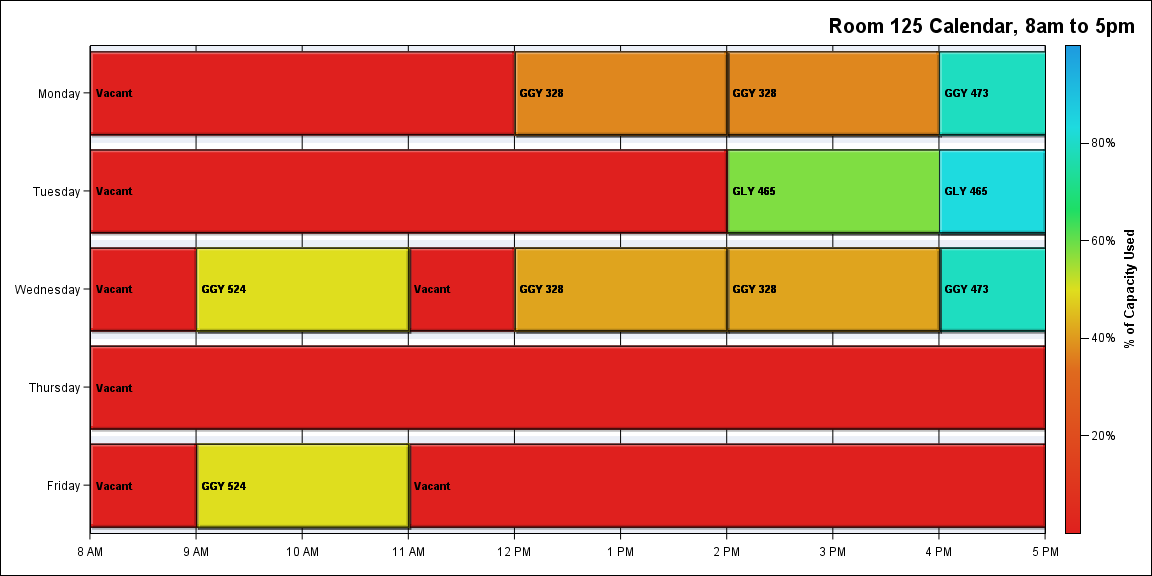 Room 125 Calendar, 8am to 5pm
Monday
Vacant
GGY 328
GGY 328
GGY 473
Tuesday
Vacant
GLY 465
GLY 465
Wednesday
Vacant
GGY 524
Vacant
GGY 328
GGY 328
GGY 473
Thursday
Vacant
Friday
Vacant
GGY 524
Vacant
8 AM
9 AM
10 AM
11 AM
12 PM
1 PM
2 PM
3 PM
4 PM
5 PM
80%
60%
40%
20%
% of Capacity Used